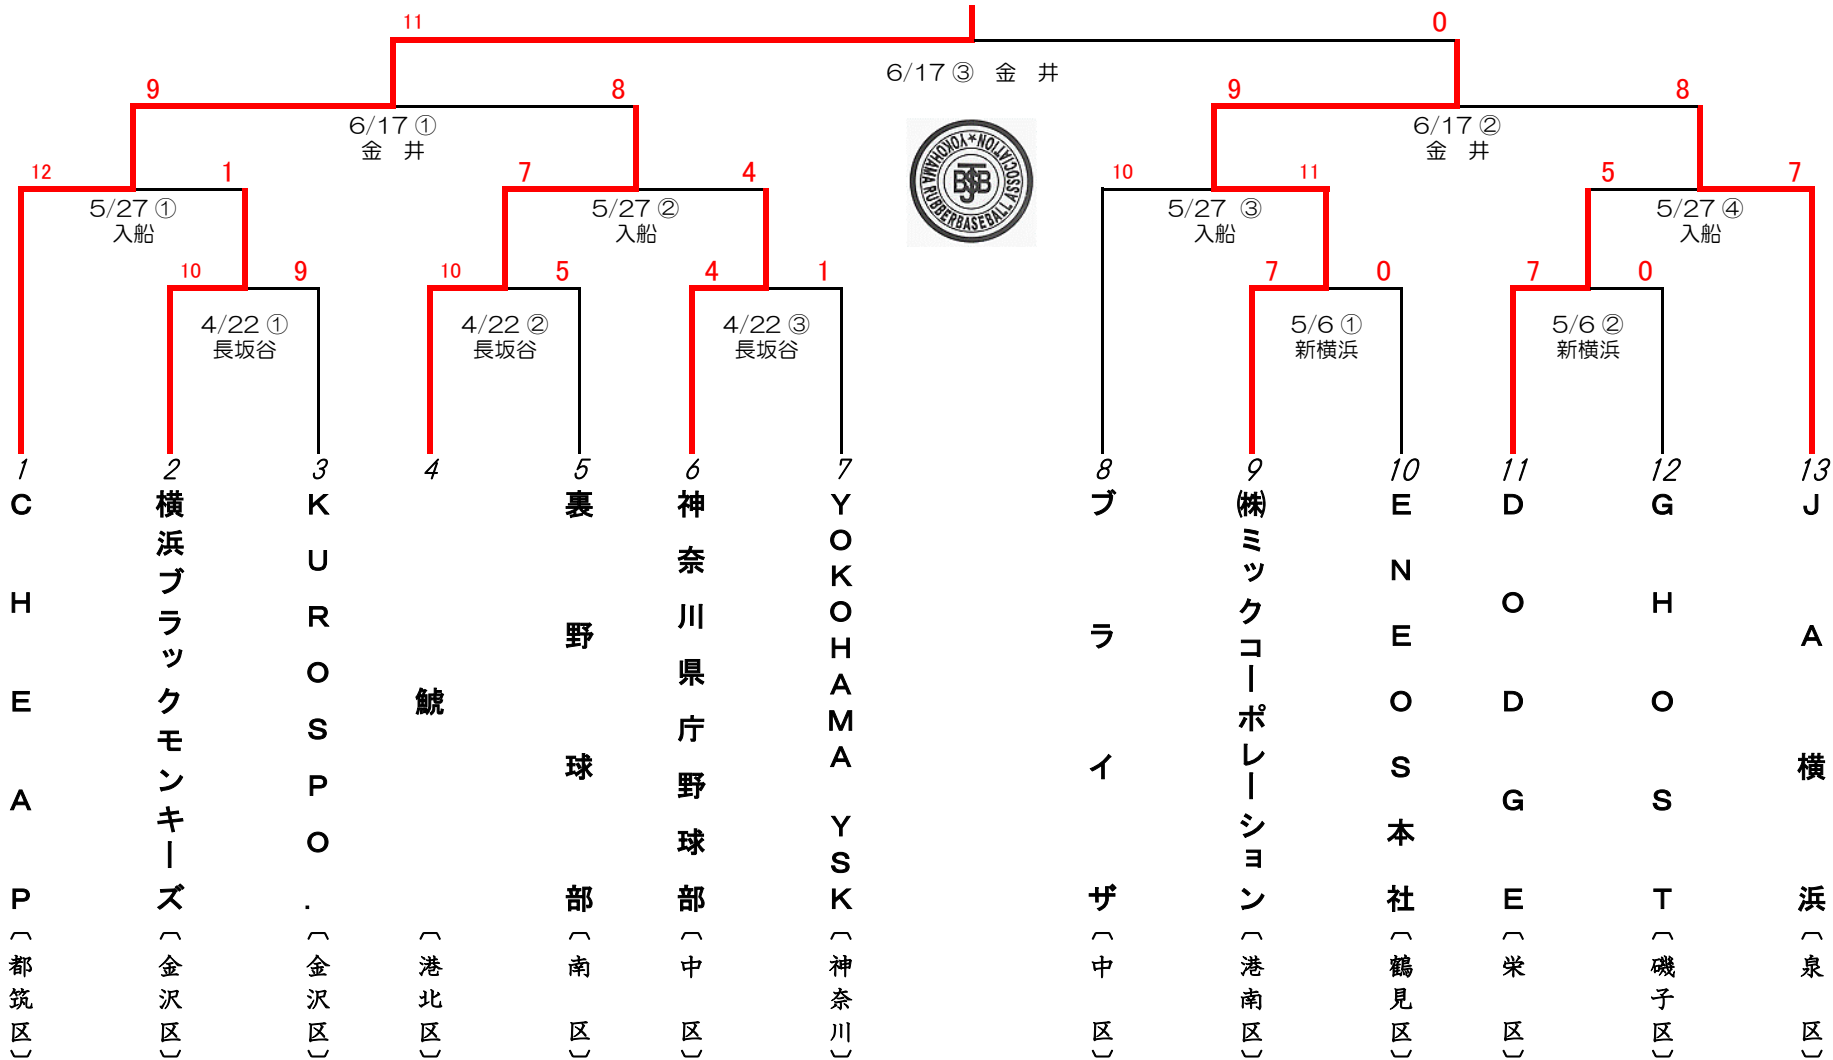 11
0
6/17 ③ 金 井
9
8
9
8
6/17 ①
金 井
6/17 ②
金 井
YOKOHAMA RUBBERBASEBALL ASSOCIATION
JSBB
12
1
7
4
10
11
5
7
5/27 ①
入船
5/27 ②
入船
5/27 ③
入船
5/27 ④
入船
10
9
10
5
4
1
7
0
7
0
4/22 ①
長坂谷
4/22 ②
長坂谷
4/22 ③
長坂谷
5/6 ①
新横浜
5/6 ②
新横浜
1
CHEAP
〔都筑区〕
2
横浜ブラックモンキーズ
〔金沢区〕
3
KUROSPO.
〔金沢区〕
4
鯱
〔港北区〕
5
裏野球部
〔南 区〕
6
神奈川県庁野球部
〔中 区〕
7
YOKOHAMA YSK
〔神奈川〕
8
ブライザ
〔中 区〕
9
㈱ミックコーポレーション
〔港南区〕
10
ENEOS本社
〔鶴見区〕
11
DODGE
〔栄 区〕
12
GHOST
〔磯子区〕
13
JA横浜
〔泉 区〕